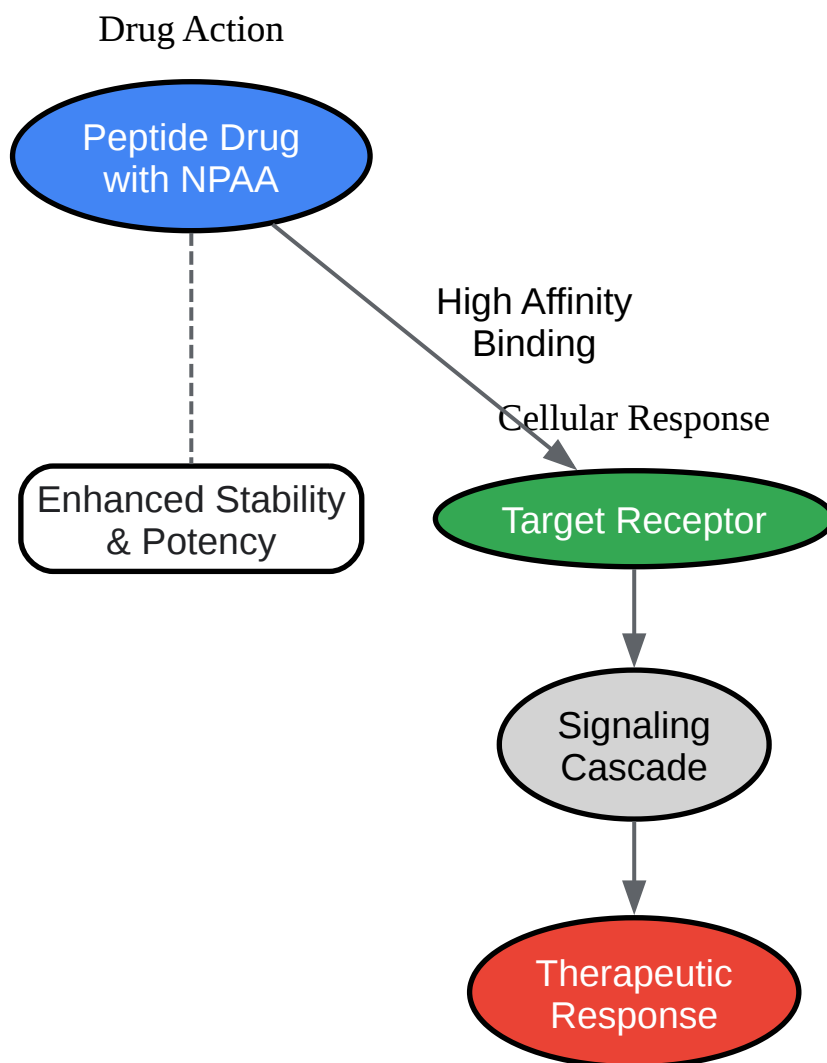 Drug Action
Peptide Drug
with NPAA
High Affinity
Binding
Cellular Response
Enhanced Stability
& Potency
Target Receptor
Signaling
Cascade
Therapeutic
Response